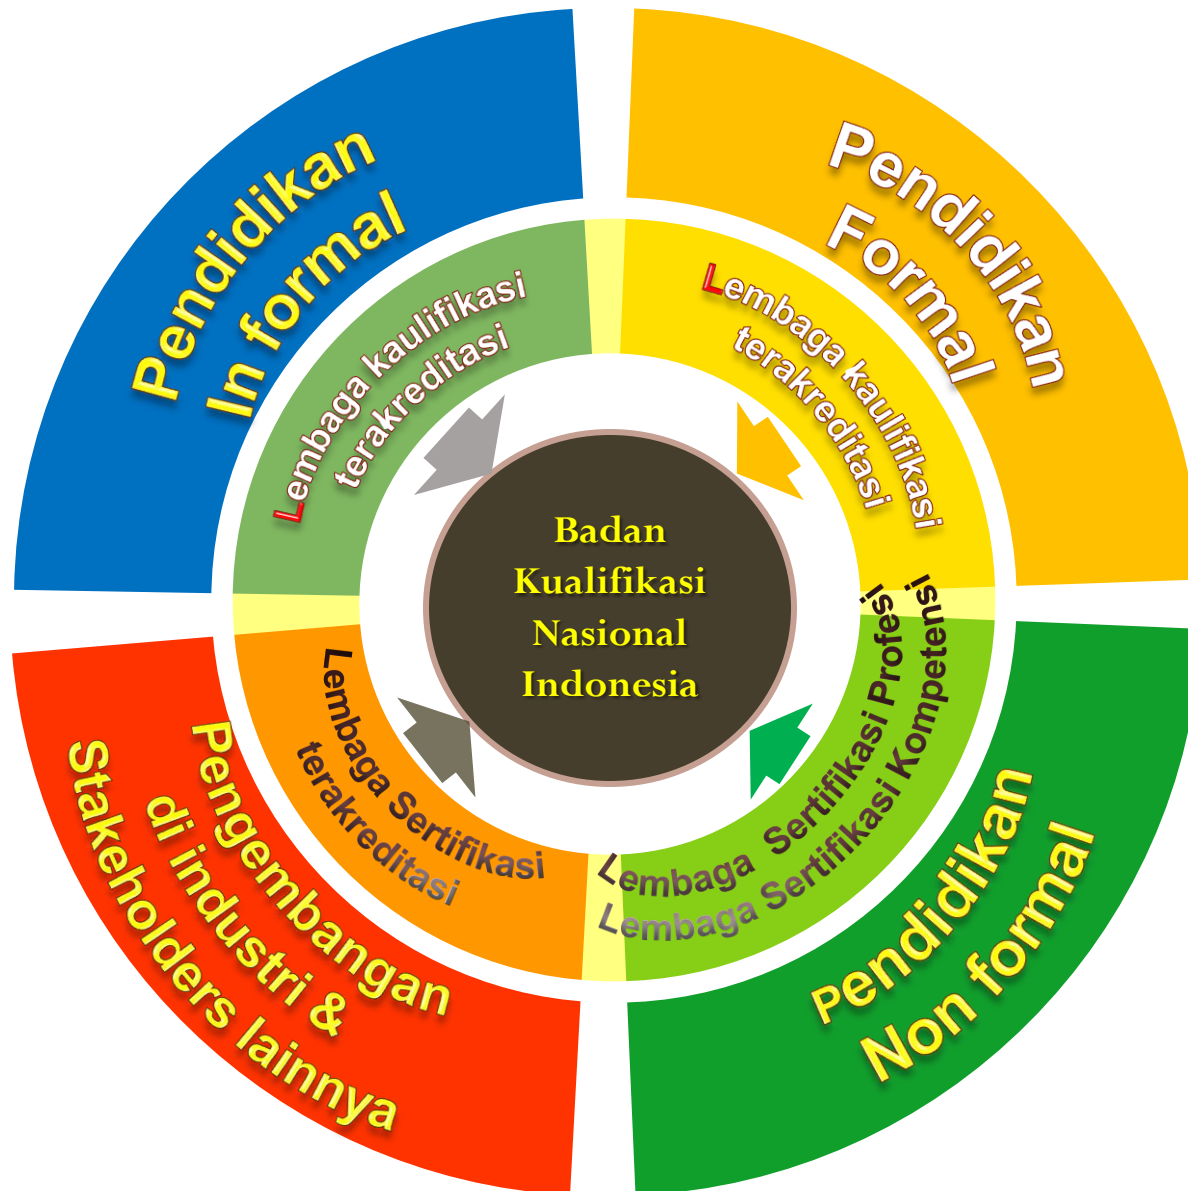 Pendidikan
In formal
Pendidikan
Formal
Lembaga kaulifikasi
terakreditasi
Lembaga kaulifikasi
terakreditasi
Badan
Kualifikasi
Nasional
Indonesia
Lembaga Sertifikasi
terakreditasi
Lembaga Sertifikasi Profesi
Lembaga Sertifikasi Kompetensi
Pengembangan
di industri &
Stakeholders lainnya
Pendidikan
Non formal